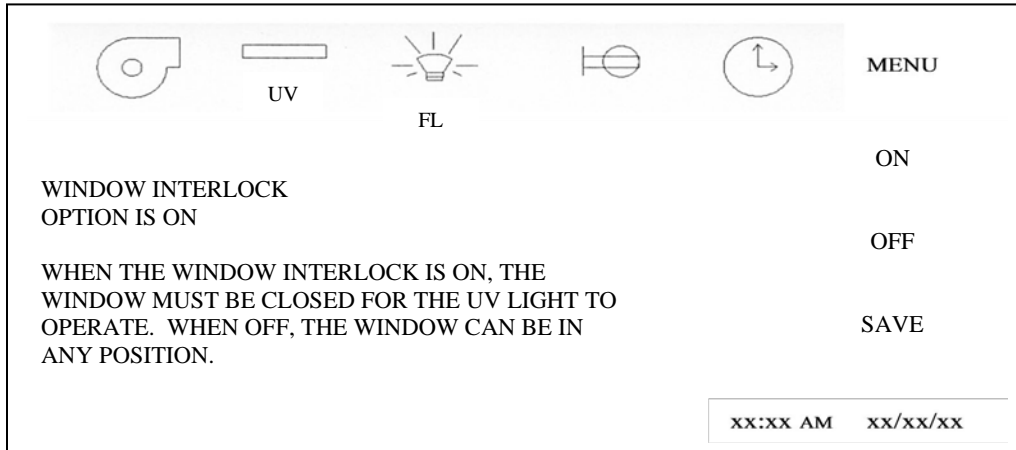 MENU
UV
FL
ON
WINDOW INTERLOCK
OPTION IS ON
OFF
WHEN THE WINDOW INTERLOCK IS ON, THE
WINDOW MUST BE CLOSED FOR THE UV LIGHT TO
OPERATE. WHEN OFF, THE WINDOW CAN BE IN
ANY POSITION.
SAVE
xx:xx AM xx/xx/xx